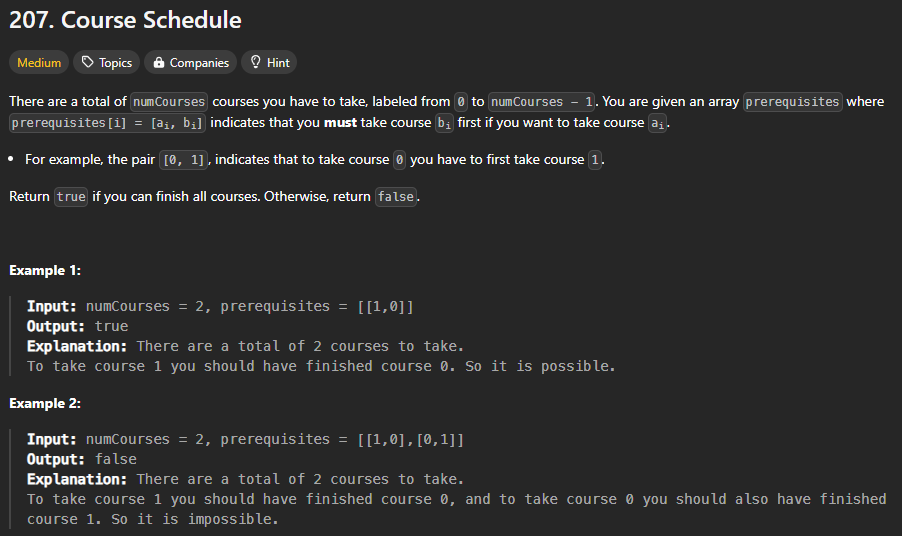 207. Course Schedule
Medium Topics Companies Hint
There are a total of numCourses courses you have to take, labeled from 0 to numCourses - 1. You are given an array prerequisites where
prerequisites[i] = [ai, bi] indicates that you must take course bi first if you want to take course ai.
• For example, the pair [0, 1], indicates that to take course 0 you have to first take course 1.
Return true if you can finish all courses. Otherwise, return false.
Example 1:
Input: numCourses = 2, prerequisites = [[1,0]]
Output: true
Explanation: There are a total of 2 courses to take.
To take course 1 you should have finished course 0. So it is possible.
Example 2:
Input: numCourses = 2, prerequisites = [[1,0],[0,1]]
Output: false
Explanation: There are a total of 2 courses to take.
To take course 1 you should have finished course 0, and to take course 0 you should also have finished
course 1. So it is impossible.